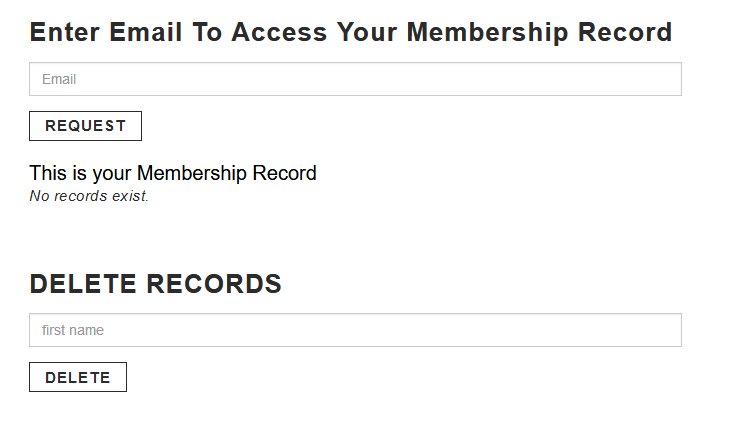 Enter Email To Access Your Membership Record
Email
REQUEST
This is your Membership Record
No records exist.
DELETE RECORDS
first name
DELETE